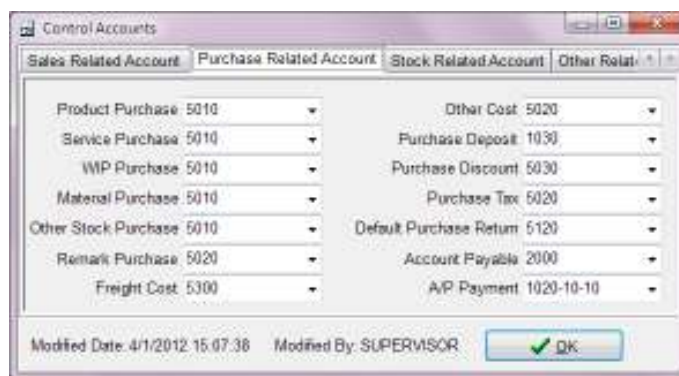 Control Accounts
Sales Related Account Purchase Related Account Stock Related Account Other Relat
Product Purchase 5010 Other Cost 5020
Service Purchase 5010 Purchase Deposit 1030
WIP Purchase 5010 Purchase Discount 5030
Material Purchase 5010 Purchase Tax 5020
Other Stock Purchase 5010 Default Purchase Return 5120
Remark Purchase 5020 Account Payable 2000
Freight Cost 5300 A/P Payment 1020-10-10
Modified Date: 4/1/2012 15:07:38 Modified By: SUPERVISOR OK